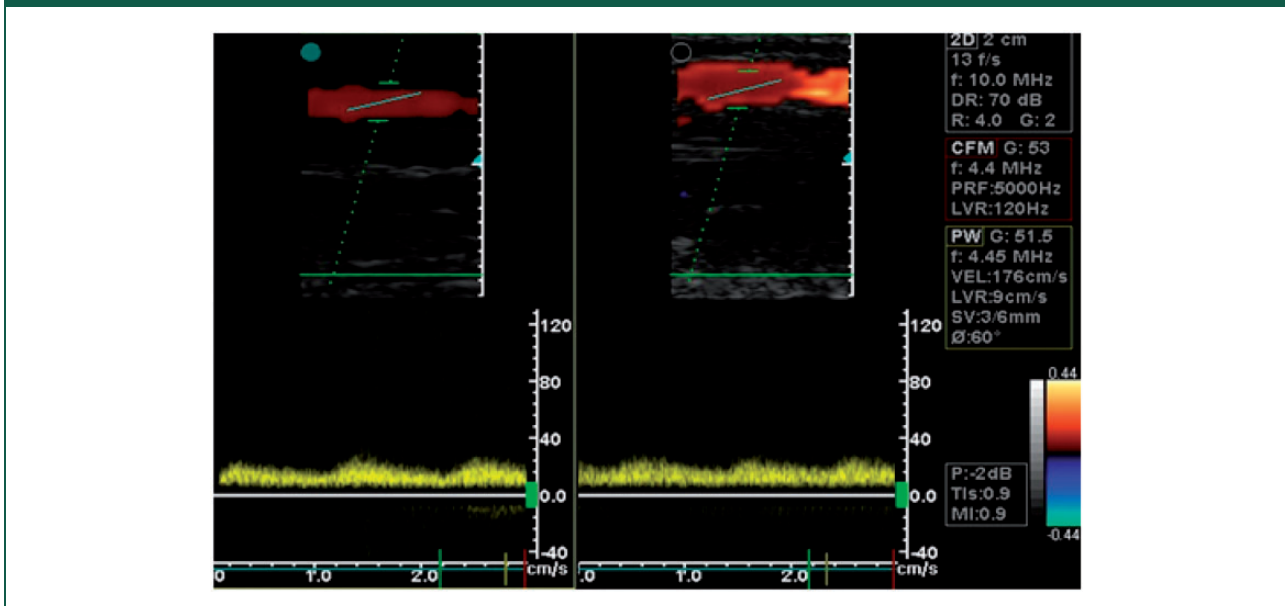 2D 2 cm
13 f/s
f: 10.0 MHz
DR: 70 dB
R: 4.0 G: 2
CFM G: 53
f: 4.4 MHz
PRF:5000Hz
LVR:120Hz
PW G: 51.5
f: 4.45 MHz
VEL:176cm/s
LVR:9cm/s
SV:3/6mm
Ø:60°
120
80
40
0.0
-40
cm/s
0
1.0
2.0
120
80
40
0.0
-40
cm/s
.0
1.0
2.0
0.44
-0.44
P:-2dB
TIs:0.9
MI:0.9